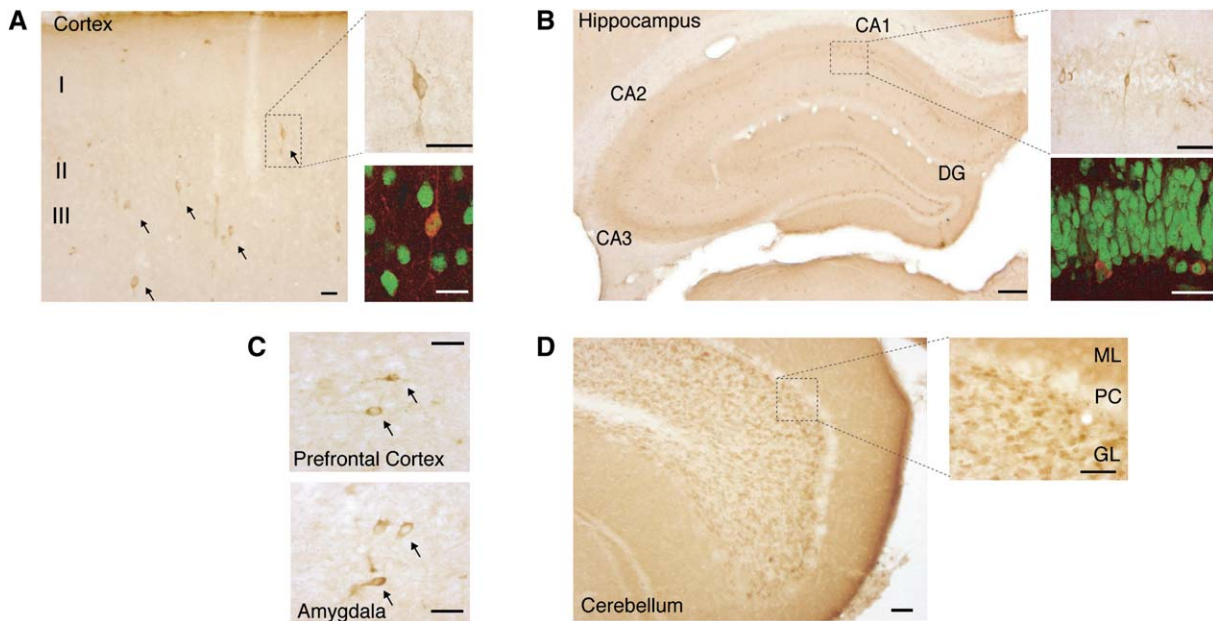 A
Cortex
I
II
III
B
Hippocampus
CA1
CA2
CA3
DG
C
Prefrontal Cortex
Amygdala
D
Cerebellum
ML
PC
GL